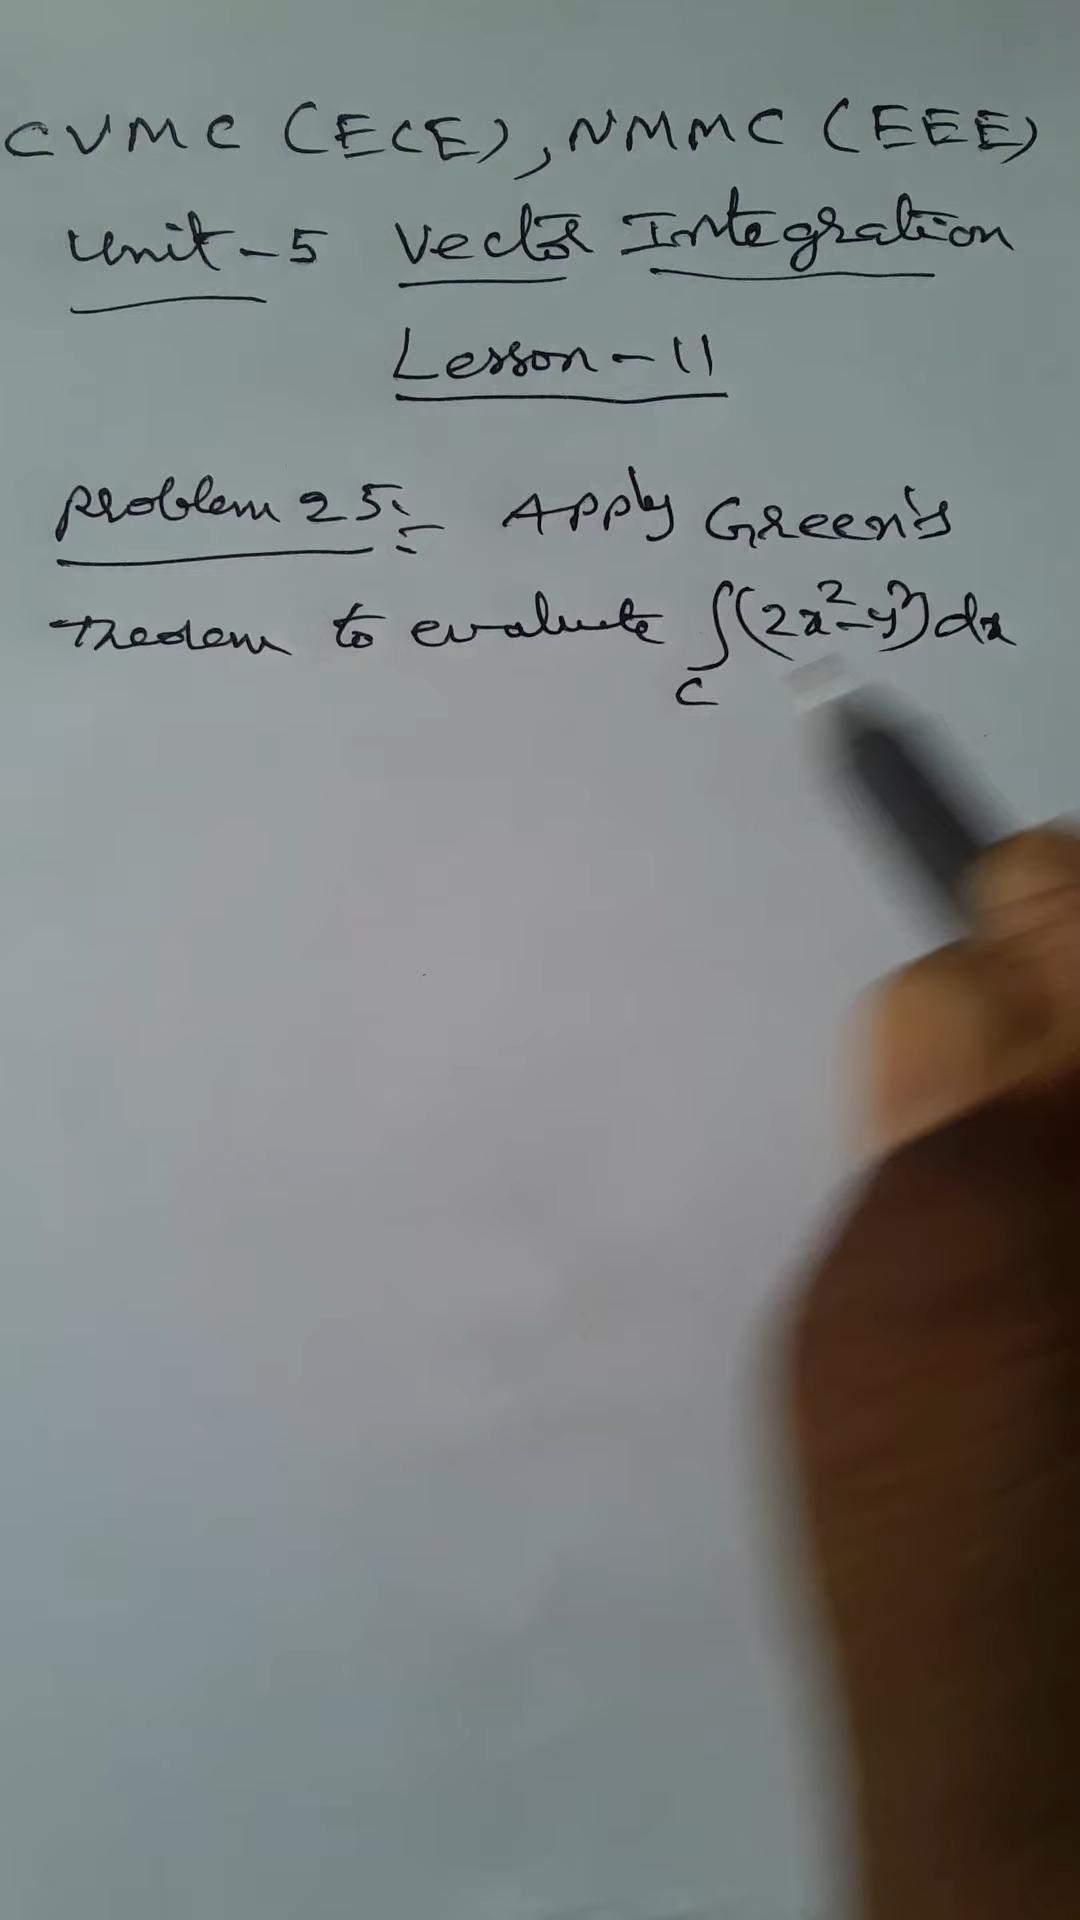 CVMC (ECE), NMMC (EEE)
Unit-5 Vector Integration
Lesson-11
Problem 25:- Apply Green's
Theorem to evaluate ∫(2x²-y²)dx
C